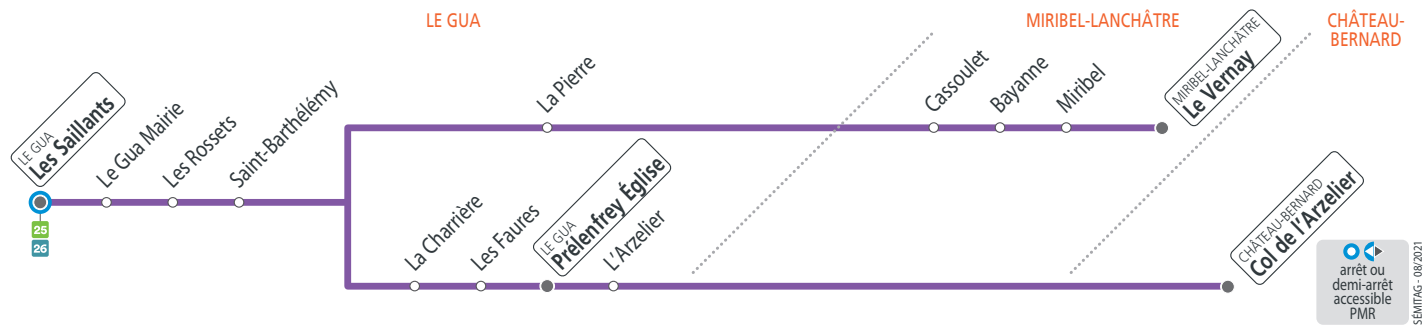 LE GUA
MIRIBEL-LANCHÂTRE
CHÂTEAU-
BERNARD
LE GUA
Les Saillants
Le Gua Mairie
Les Rossets
Saint-Barthélémy
La Pierre
Cassoulet
Bayanne
Miribel
MIRIBEL-LANCHÂTRE
Le Vernay
25
26
La Charrière
Les Faures
LE GUA
Prélenfrey Église
L'Arzelier
CHÂTEAU-BERNARD
Col de l'Arzelier
arrêt ou
demi-arrêt
accessible
PMR
SÉMITAG - 08/2021